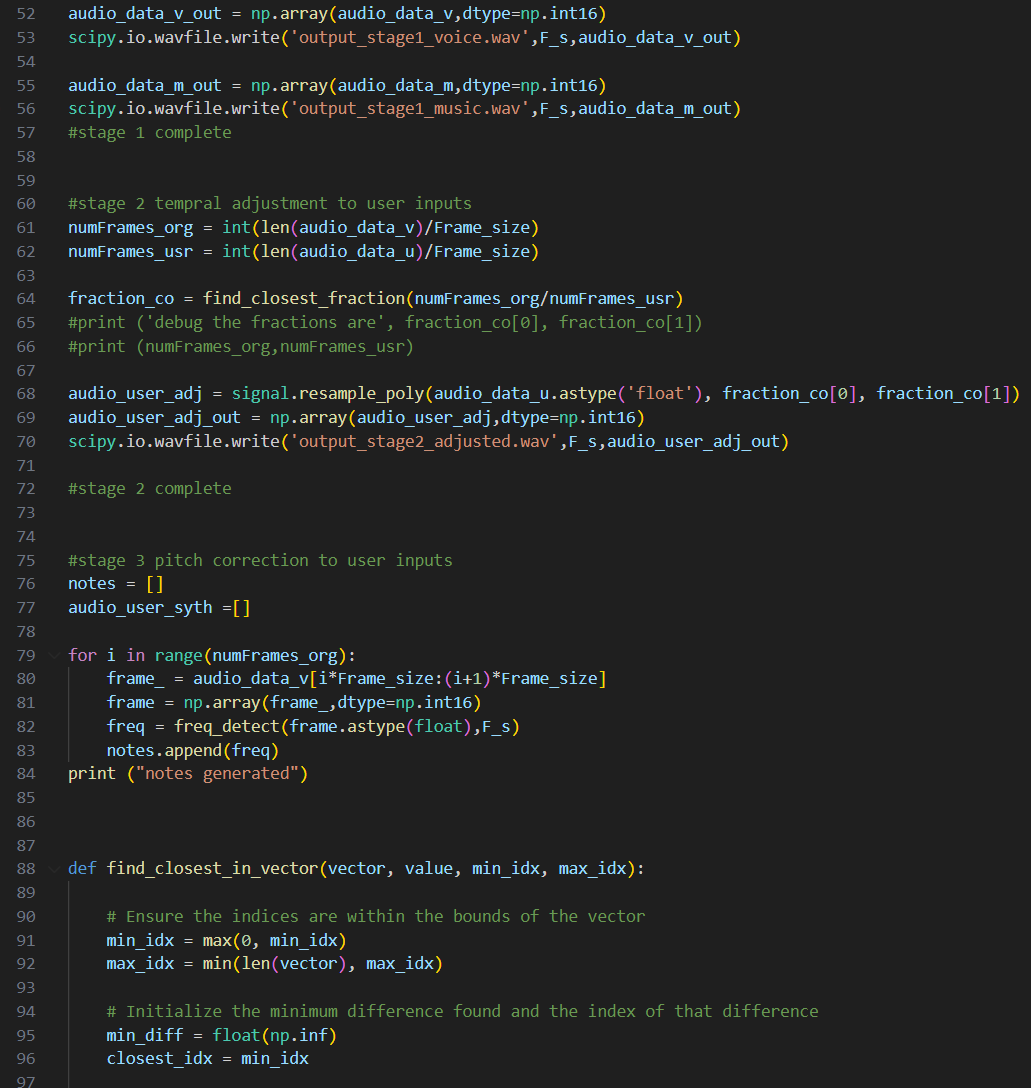 52 audio_data_v_out = np.array(audio_data_v,dtype=np.int16)
53 scipy.io.wavfile.write('output_stage1_voice.wav',F_s,audio_data_v_out)
54
55 audio_data_m_out = np.array(audio_data_m,dtype=np.int16)
56 scipy.io.wavfile.write('output_stage1_music.wav',F_s,audio_data_m_out)
57 #stage 1 complete
58
59
60 #stage 2 tempral adjustment to user inputs
61 numFrames_org = int(len(audio_data_v)/Frame_size)
62 numFrames_usr = int(len(audio_data_u)/Frame_size)
63
64 fraction_co = find_closest_fraction(numFrames_org/numFrames_usr)
65 #print ('debug the fractions are', fraction_co[0], fraction_co[1])
66 #print (numFrames_org,numFrames_usr)
67
68 audio_user_adj = signal.resample_poly(audio_data_u.astype('float'), fraction_co[0], fraction_co[1])
69 audio_user_adj_out = np.array(audio_user_adj,dtype=np.int16)
70 scipy.io.wavfile.write('output_stage2_adjusted.wav',F_s,audio_user_adj_out)
71
72 #stage 2 complete
73
74
75 #stage 3 pitch correction to user inputs
76 notes = []
77 audio_user_syth =[]
78
79 for i in range(numFrames_org):
80     frame_ = audio_data_v[i*Frame_size:(i+1)*Frame_size]
81     frame = np.array(frame_,dtype=np.int16)
82     freq = freq_detect(frame.astype(float),F_s)
83     notes.append(freq)
84 print ("notes generated")
85
86
87
88 def find_closest_in_vector(vector, value, min_idx, max_idx):
89
90     # Ensure the indices are within the bounds of the vector
91     min_idx = max(0, min_idx)
92     max_idx = min(len(vector), max_idx)
93
94     # Initialize the minimum difference found and the index of that difference
95     min_diff = float(np.inf)
96     closest_idx = min_idx
97